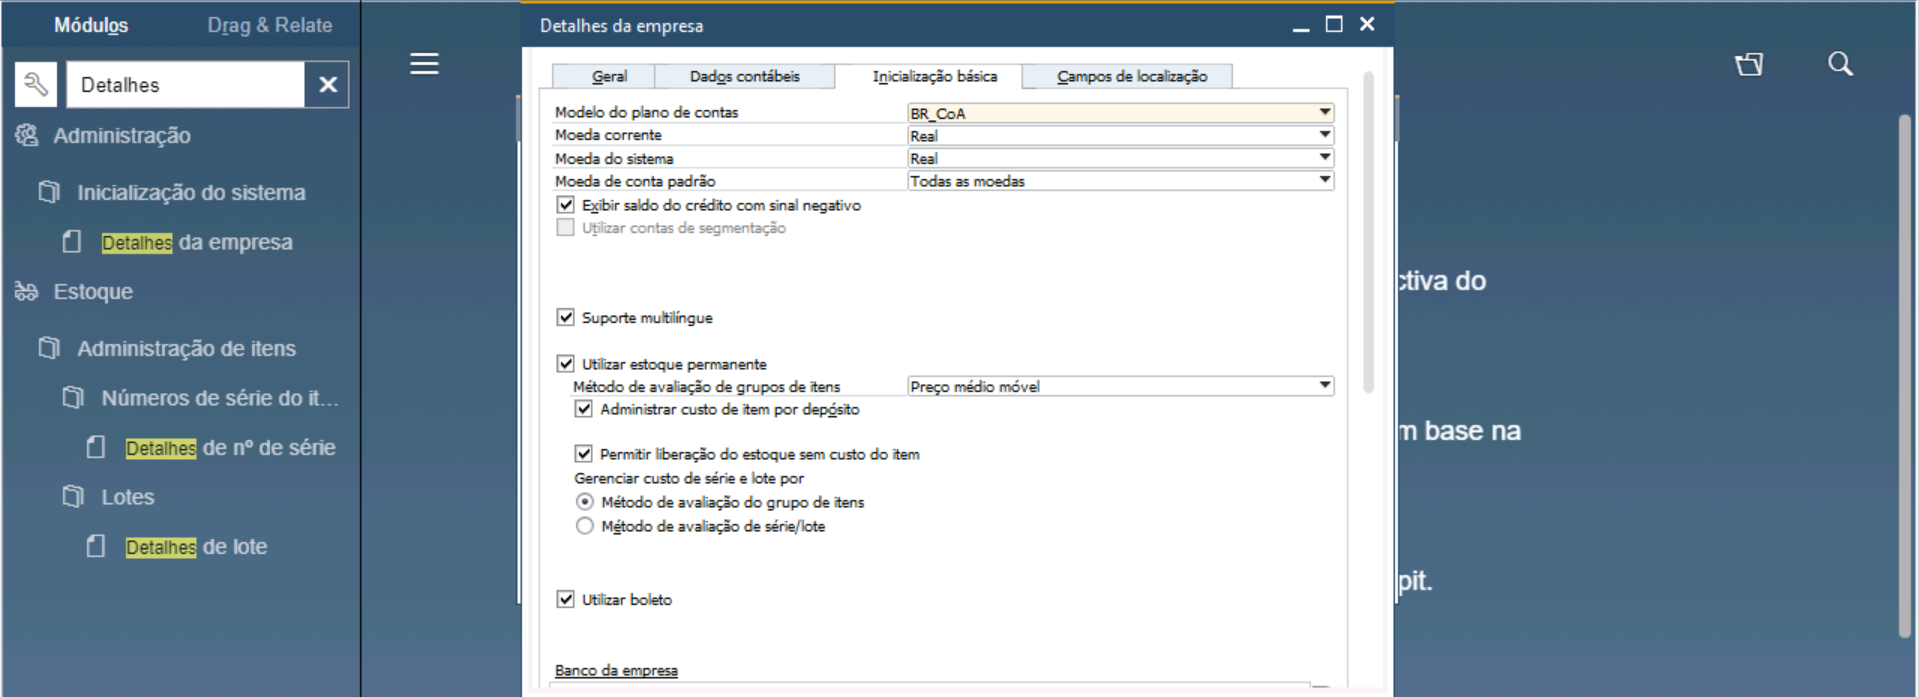 Módulos
Drag & Relate
Detalhes
Administração
Inicialização do sistema
Detalhes da empresa
Estoque
Administração de itens
Números de série do it...
Detalhes de nº de série
Lotes
Detalhes de lote
Detalhes da empresa
Geral
Dados contábeis
Inicialização básica
Campos de localização
Modelo do plano de contas
BR_CoA
Moeda corrente
Real
Moeda do sistema
Real
Moeda de conta padrão
Todas as moedas
Exibir saldo do crédito com sinal negativo
Utilizar contas de segmentação
Suporte multilíngue
Utilizar estoque permanente
Método de avaliação de grupos de itens
Preço médio móvel
Administrar custo de item por depósito
Permitir liberação do estoque sem custo do item
Gerenciar custo de série e lote por
Método de avaliação do grupo de itens
Método de avaliação de série/lote
Utilizar boleto
Banco da empresa
ctiva do
m base na
pit.